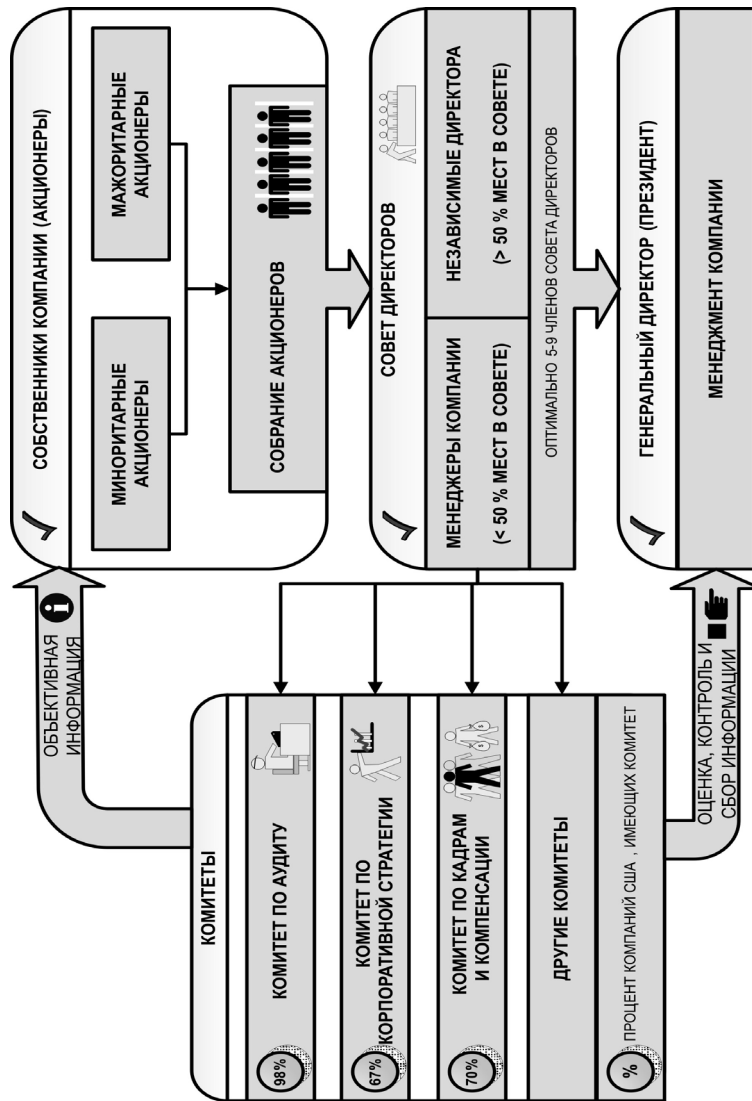 СОБСТВЕННИКИ КОМПАНИИ (АКЦИОНЕРЫ)
МИНОРИТАРНЫЕ
АКЦИОНЕРЫ
МАЖОРИТАРНЫЕ
АКЦИОНЕРЫ
СОБРАНИЕ АКЦИОНЕРОВ
СОВЕТ ДИРЕКТОРОВ
МЕНЕДЖЕРЫ КОМПАНИИ
(< 50 % МЕСТ В СОВЕТЕ)
НЕЗАВИСИМЫЕ ДИРЕКТОРА
(> 50 % МЕСТ В СОВЕТЕ)
ОПТИМАЛЬНО 5-9 ЧЛЕНОВ СОВЕТА ДИРЕКТОРОВ
ГЕНЕРАЛЬНЫЙ ДИРЕКТОР (ПРЕЗИДЕНТ)
МЕНЕДЖМЕНТ КОМПАНИИ
ОБЪЕКТИВНАЯ
ИНФОРМАЦИЯ
КОМИТЕТЫ
98%
КОМИТЕТ ПО АУДИТУ
67%
КОМИТЕТ ПО
КОРПОРАТИВНОЙ СТРАТЕГИИ
70%
КОМИТЕТ ПО КАДРАМ
И КОМПЕНСАЦИИ
$ $
ДРУГИЕ КОМИТЕТЫ
% ПРОЦЕНТ КОМПАНИЙ США , ИМЕЮЩИХ КОМИТЕТ
ОЦЕНКА, КОНТРОЛЬ И
СБОР ИНФОРМАЦИИ